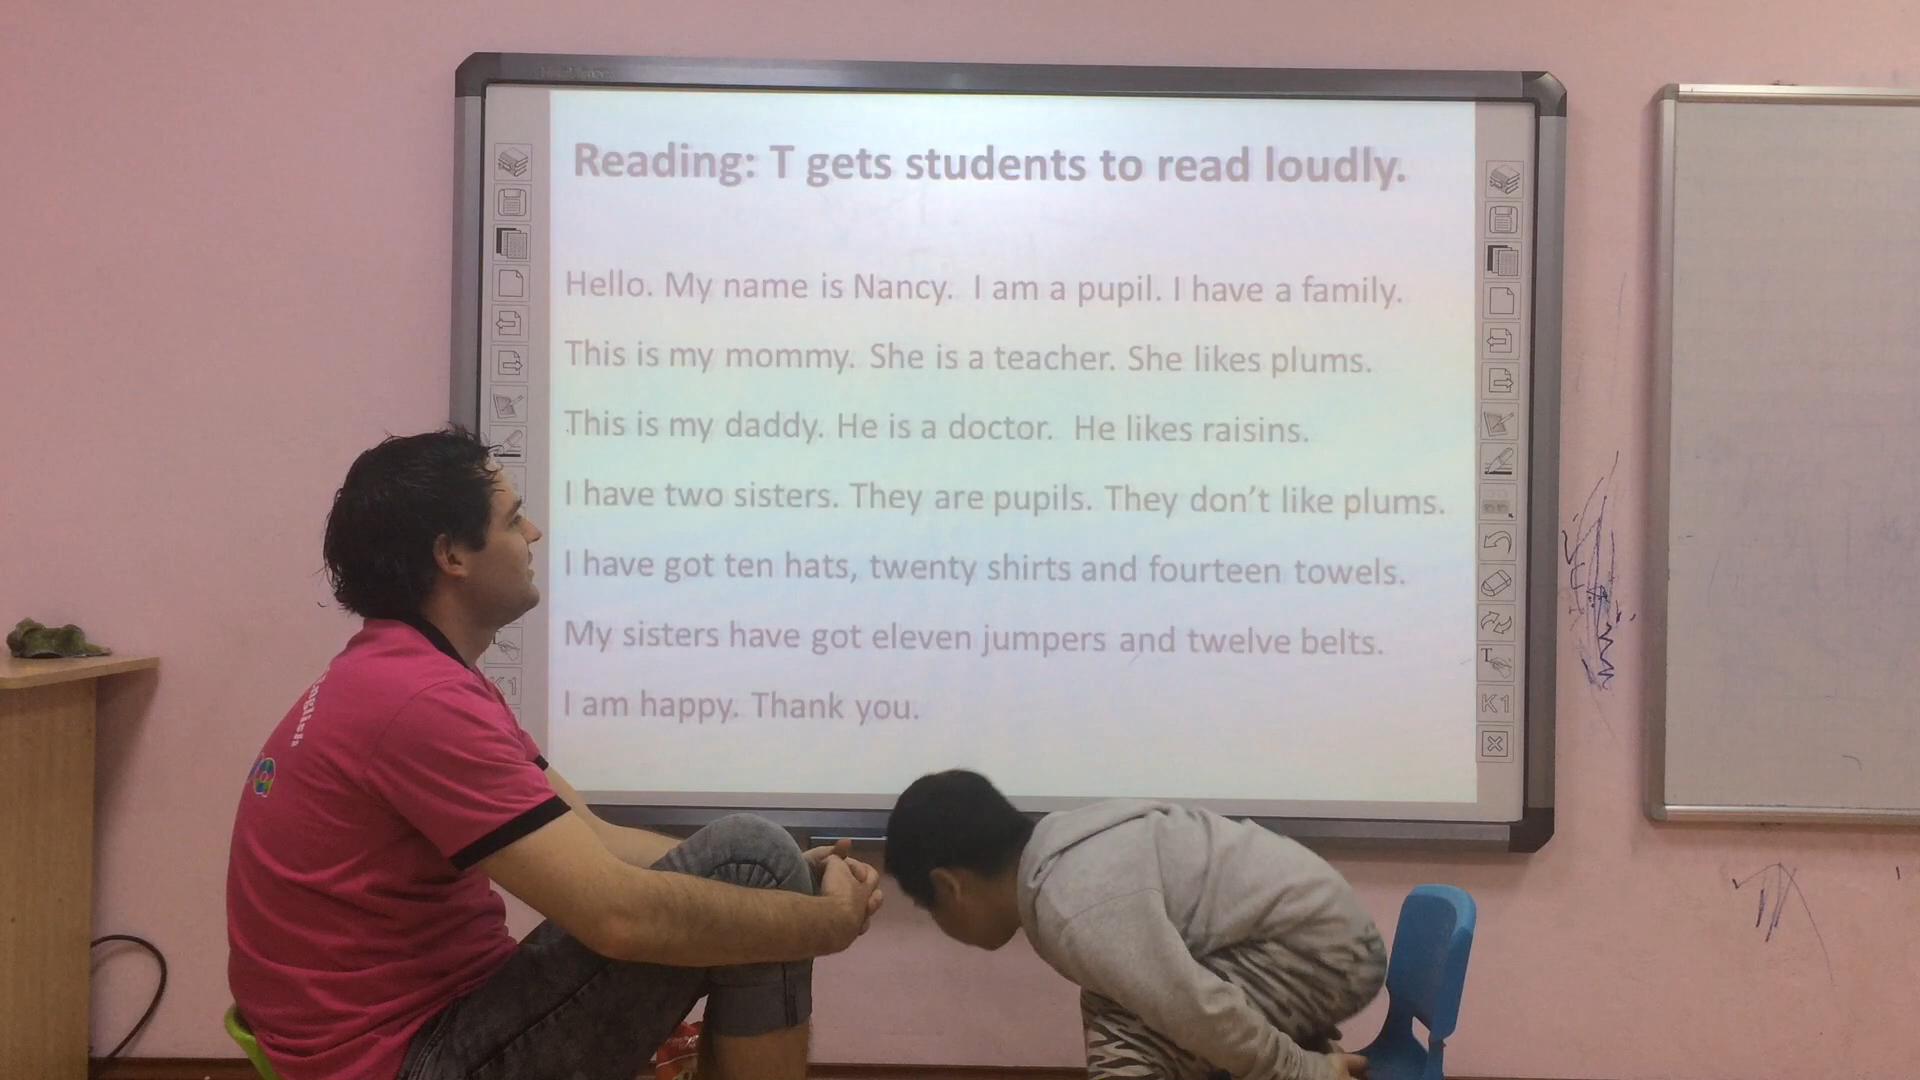 Reading: T gets students to read loudly.
Hello. My name is Nancy. I am a pupil. I have a family.
This is my mommy. She is a teacher. She likes plums.
This is my daddy. He is a doctor. He likes raisins.
I have two sisters. They are pupils. They don't like plums.
I have got ten hats, twenty shirts and fourteen towels.
My sisters have got eleven jumpers and twelve belts.
I am happy. Thank you.
T
K1
K1
English